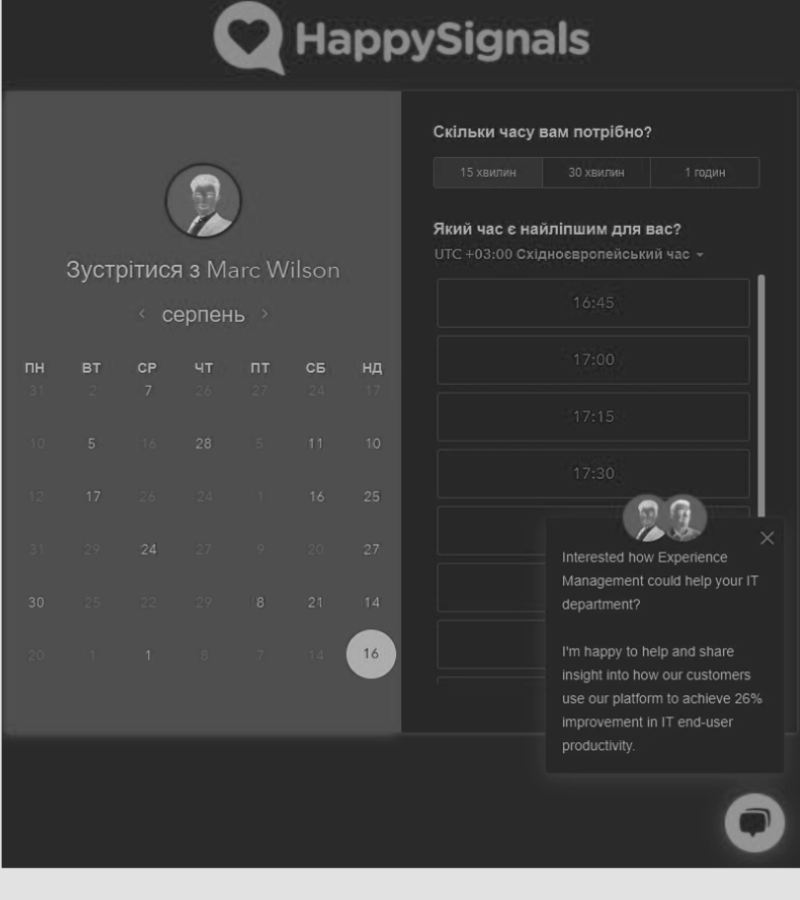 HappySignals
Зустрітися з Marc Wilson
серпень
ПН ВТ СР ЧТ ПТ СБ НД
31 2 7 26 27 24 17
10 5 16 28 5 11 10
12 17 26 24 1 16 25
31 29 24 27 9 20 27
30 25 22 29 8 21 14
20 1 1 8 7 14 16
Скільки часу вам потрібно?
15 хвилин 30 хвилин 1 годин
Який час є найліпшим для вас?
UTC +03:00 Східноєвропейський час
16:45
17:00
17:15
17:30
Interested how Experience
Management could help your IT
department?
I'm happy to help and share
insight into how our customers
use our platform to achieve 26%
improvement in IT end-user
productivity.